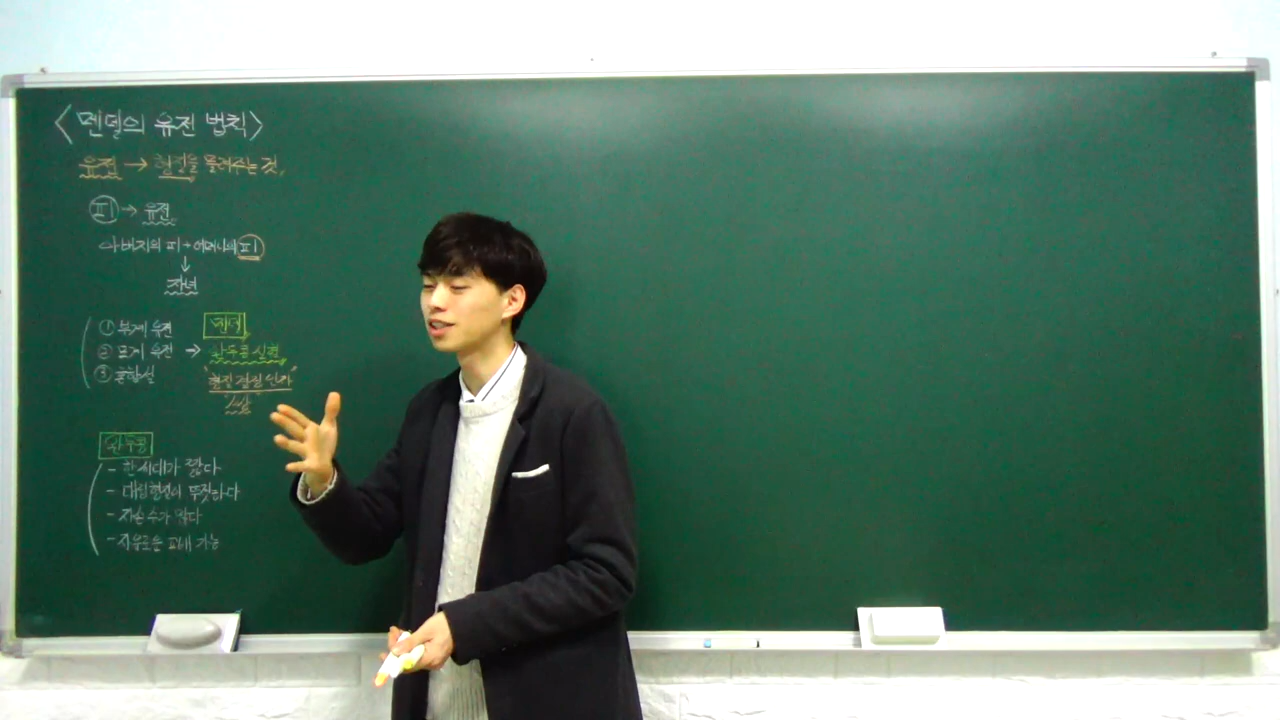 <멘델의 유전 법칙>
유전 → 형질을 물려주는 것.
피 → 유전
아버지의 피 + 어머니의 피
↓
자녀
① 부계 유전
② 모계 유전 →
③ 혼합설
멘델
완두콩 실험
"형질 결정 인자"
"1쌍"
완두콩
- 한 세대가 짧다
- 대립형질이 뚜렷하다
- 자손 수가 많다
- 자유로운 교배 가능